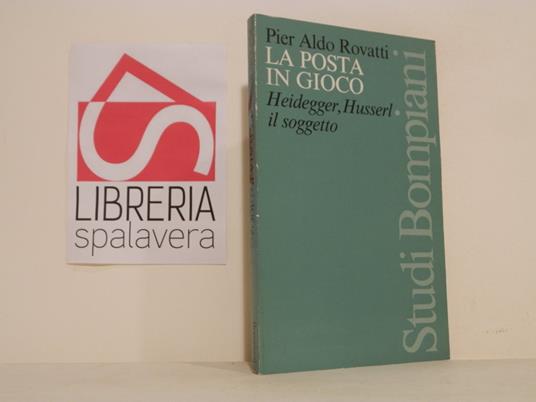 LIBRERIA
spalavera
Pier Aldo Rovatti
LA POSTA
IN GIOCO
Heidegger, Husserl
il soggetto
Studi Bompiani